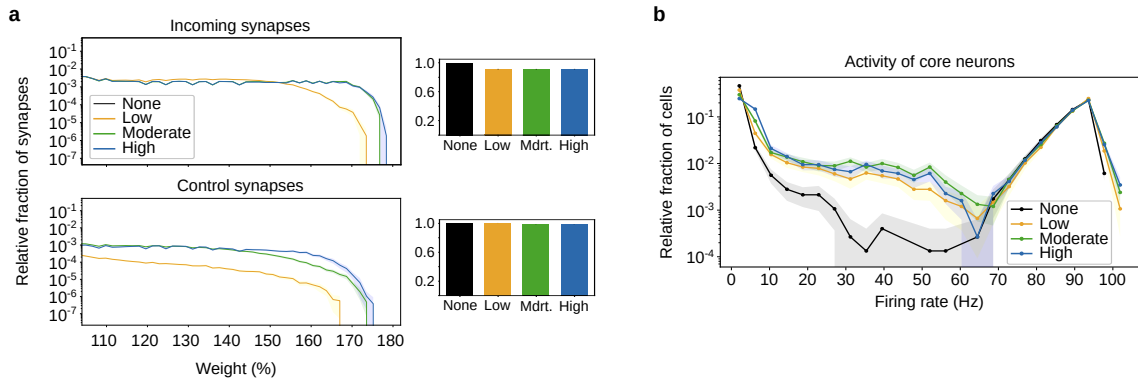 a
Incoming synapses
Relative fraction of synapses
10⁻¹
10⁻²
10⁻³
10⁻⁴
10⁻⁵
10⁻⁶
10⁻⁷
None
Low
Moderate
High
1.0
0.6
0.2
None Low Mdrt. High
Control synapses
10⁻¹
10⁻²
10⁻³
10⁻⁴
10⁻⁵
10⁻⁶
10⁻⁷
110 120 130 140 150 160 170 180
Weight (%)
1.0
0.6
0.2
None Low Mdrt. High
b
Activity of core neurons
Relative fraction of cells
10⁻¹
10⁻²
10⁻³
10⁻⁴
None
Low
Moderate
High
0 10 20 30 40 50 60 70 80 90 100
Firing rate (Hz)